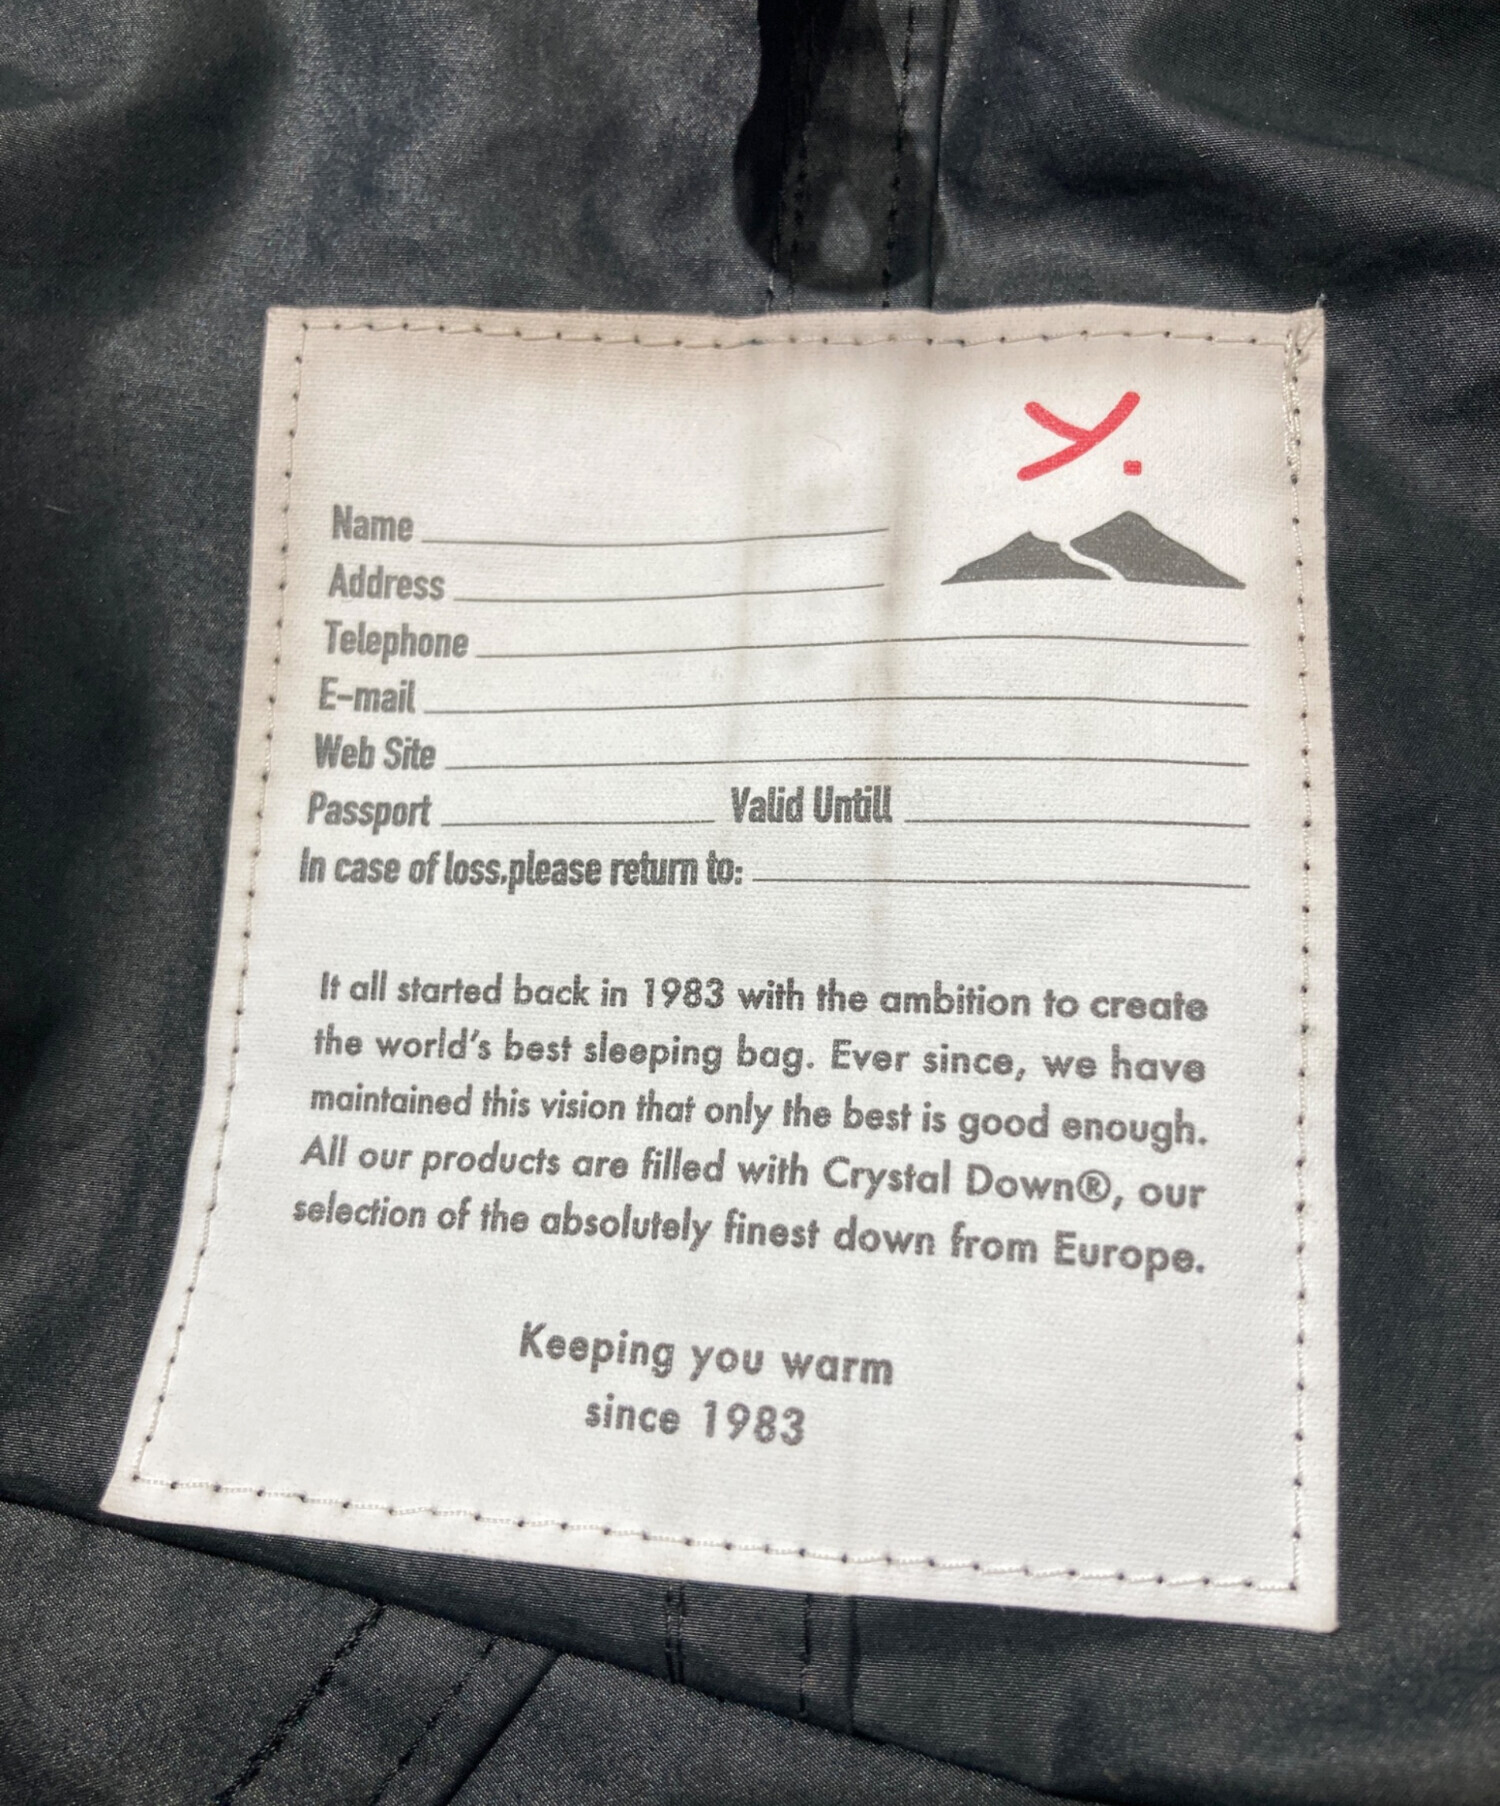 Y.
Name
Address
Telephone
E-mail
Web Site
Passport Valid Untill
In case of loss,please return to:
It all started back in 1983 with the ambition to create
the world's best sleeping bag. Ever since, we have
maintained this vision that only the best is good enough.
All our products are filled with Crystal Down®, our
selection of the absolutely finest down from Europe.
Keeping you warm
since 1983